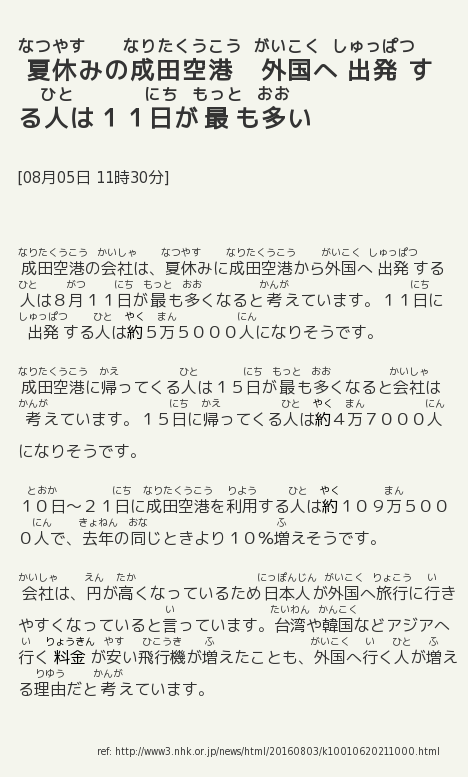 なつやす なりたくうこう がいこく しゅっぱつ
夏休みの成田空港　外国へ 出発 す
ひと にち もっと おお
る人は１１日が 最 も多い
[08月05日 11時30分]
なりたくうこう かいしゃ なつやす なりたくうこう がいこく しゅっぱつ
成田空港の会社は、夏休みに成田空港から外国へ 出発 する
ひと がつ にち もっと おお かんが にち
人は８月１１日が最も多くなると考えています。１１日に
しゅっぱつ ひと やく まん にん
出発 する人は約５万５０００人になりそうです。
なりたくうこう かえ ひと にち もっと おお かいしゃ
成田空港に帰ってくる人は１５日が最も多くなると会社は
かんが にち かえ ひと やく まん にん
考えています。１５日に帰ってくる人は約４万７０００人
になりそうです。
とおか にち なりたくうこう りよう ひと やく まん
１０日～２１日に成田空港を利用する人は約１０９万５００
にん きょねん おな ふ
０人で、去年の同じときより１０％増えそうです。
かいしゃ えん たか にっぽんじん がいこく りょこう い
会社は、円が高くなっているため日本人が外国へ旅行に行き
い たいわん かんこく
やすくなっていると言っています。台湾や韓国などアジアへ
い りょうきん やす ひこうき ふ がいこく い ひと ふ
行く 料金 が安い飛行機が増えたことも、外国へ行く人が増え
りゆう かんが
る理由だと考えています。
ref: http://www3.nhk.or.jp/news/html/20160803/k10010620211000.html